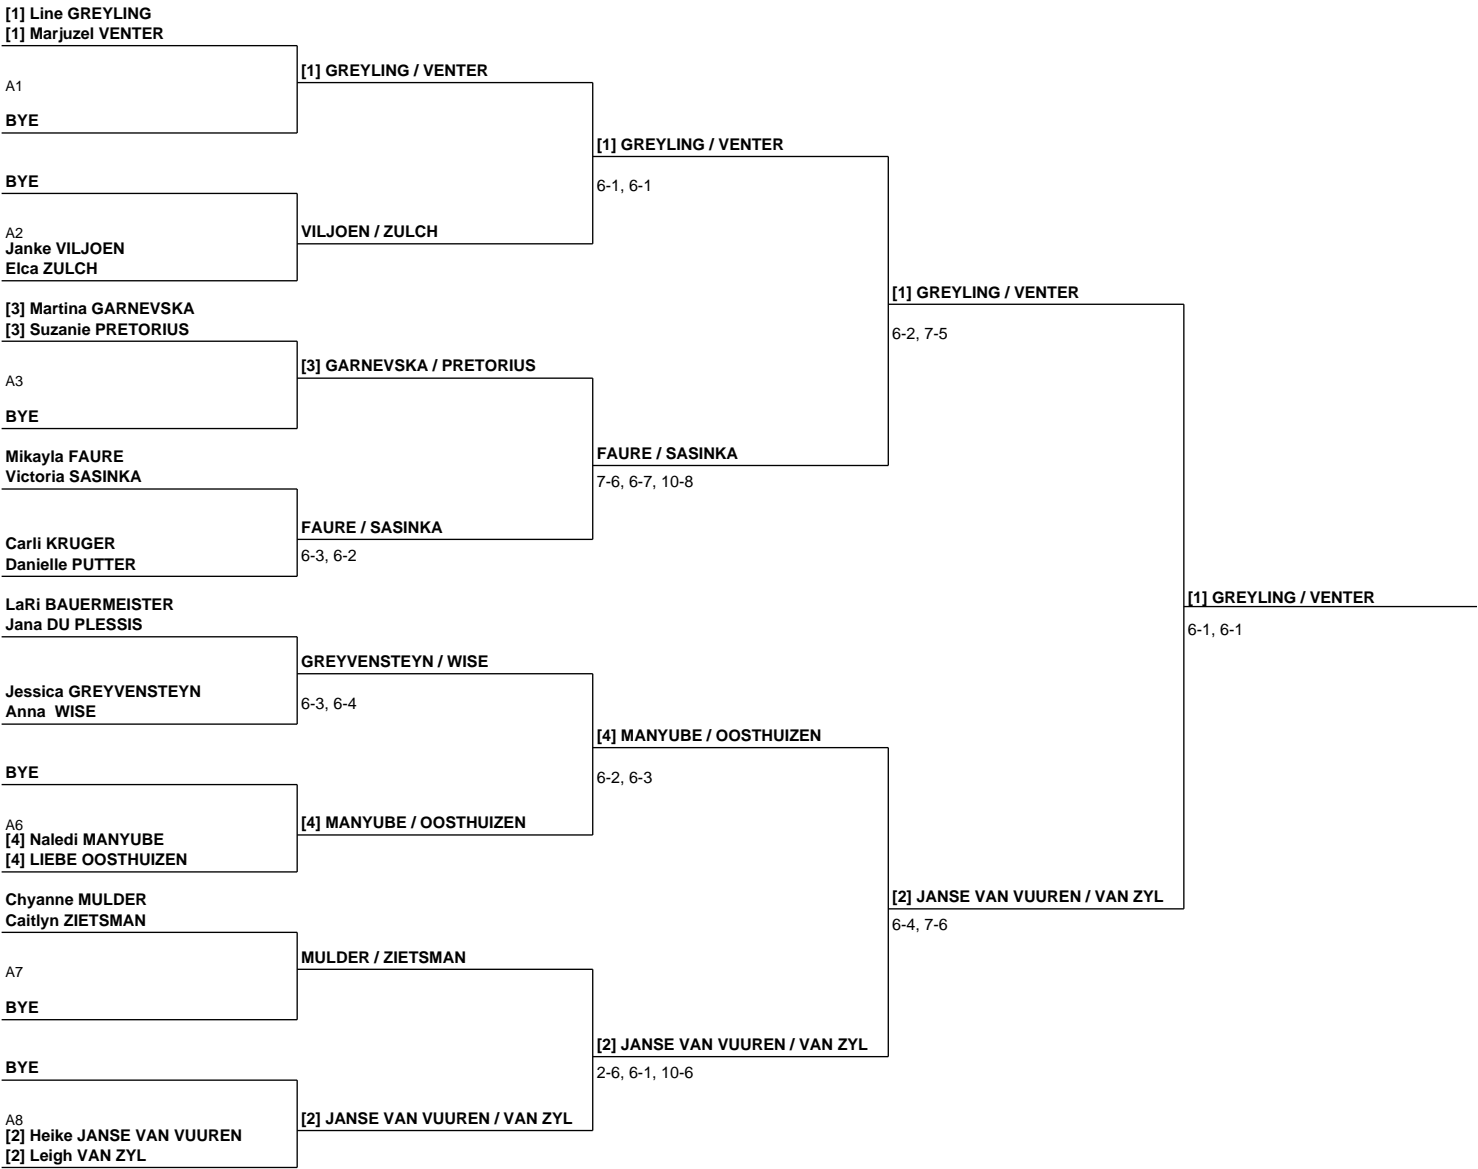 [1] Line GREYLING
[1] Marjuzel VENTER
A1
BYE
BYE
A2
Janke VILJOEN
Elca ZULCH
[3] Martina GARNEVSKA
[3] Suzanie PRETORIUS
A3
BYE
Mikayla FAURE
Victoria SASINKA
Carli KRUGER
Danielle PUTTER
LaRi BAUERMEISTER
Jana DU PLESSIS
Jessica GREYVENSTEYN
Anna  WISE
BYE
A6
[4] Naledi MANYUBE
[4] LIEBE OOSTHUIZEN
Chyanne MULDER
Caitlyn ZIETSMAN
A7
BYE
BYE
A8
[2] Heike JANSE VAN VUUREN
[2] Leigh VAN ZYL
[1] GREYLING / VENTER
VILJOEN / ZULCH
[3] GARNEVSKA / PRETORIUS
FAURE / SASINKA
6-3, 6-2
GREYVENSTEYN / WISE
6-3, 6-4
[4] MANYUBE / OOSTHUIZEN
MULDER / ZIETSMAN
[2] JANSE VAN VUUREN / VAN ZYL
[1] GREYLING / VENTER
6-1, 6-1
FAURE / SASINKA
7-6, 6-7, 10-8
[4] MANYUBE / OOSTHUIZEN
6-2, 6-3
[2] JANSE VAN VUUREN / VAN ZYL
2-6, 6-1, 10-6
[1] GREYLING / VENTER
6-2, 7-5
[2] JANSE VAN VUUREN / VAN ZYL
6-4, 7-6
[1] GREYLING / VENTER
6-1, 6-1